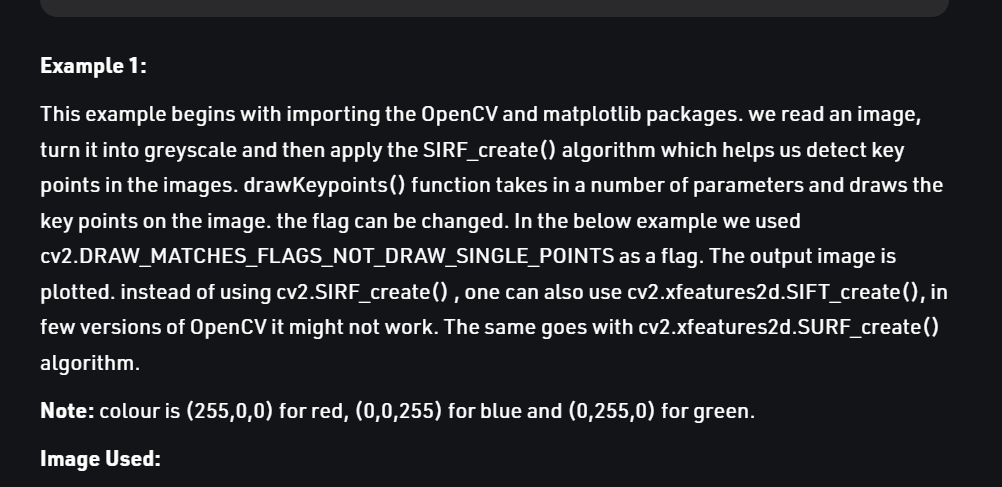 Example 1:
This example begins with importing the OpenCV and matplotlib packages. we read an image,
turn it into greyscale and then apply the SIRF_create() algorithm which helps us detect key
points in the images. drawKeypoints() function takes in a number of parameters and draws the
key points on the image. the flag can be changed. In the below example we used
cv2.DRAW_MATCHES_FLAGS_NOT_DRAW_SINGLE_POINTS as a flag. The output image is
plotted. instead of using cv2.SIRF_create() , one can also use cv2.xfeatures2d.SIFT_create(), in
few versions of OpenCV it might not work. The same goes with cv2.xfeatures2d.SURF_create()
algorithm.
Note: colour is (255,0,0) for red, (0,0,255) for blue and (0,255,0) for green.
Image Used: